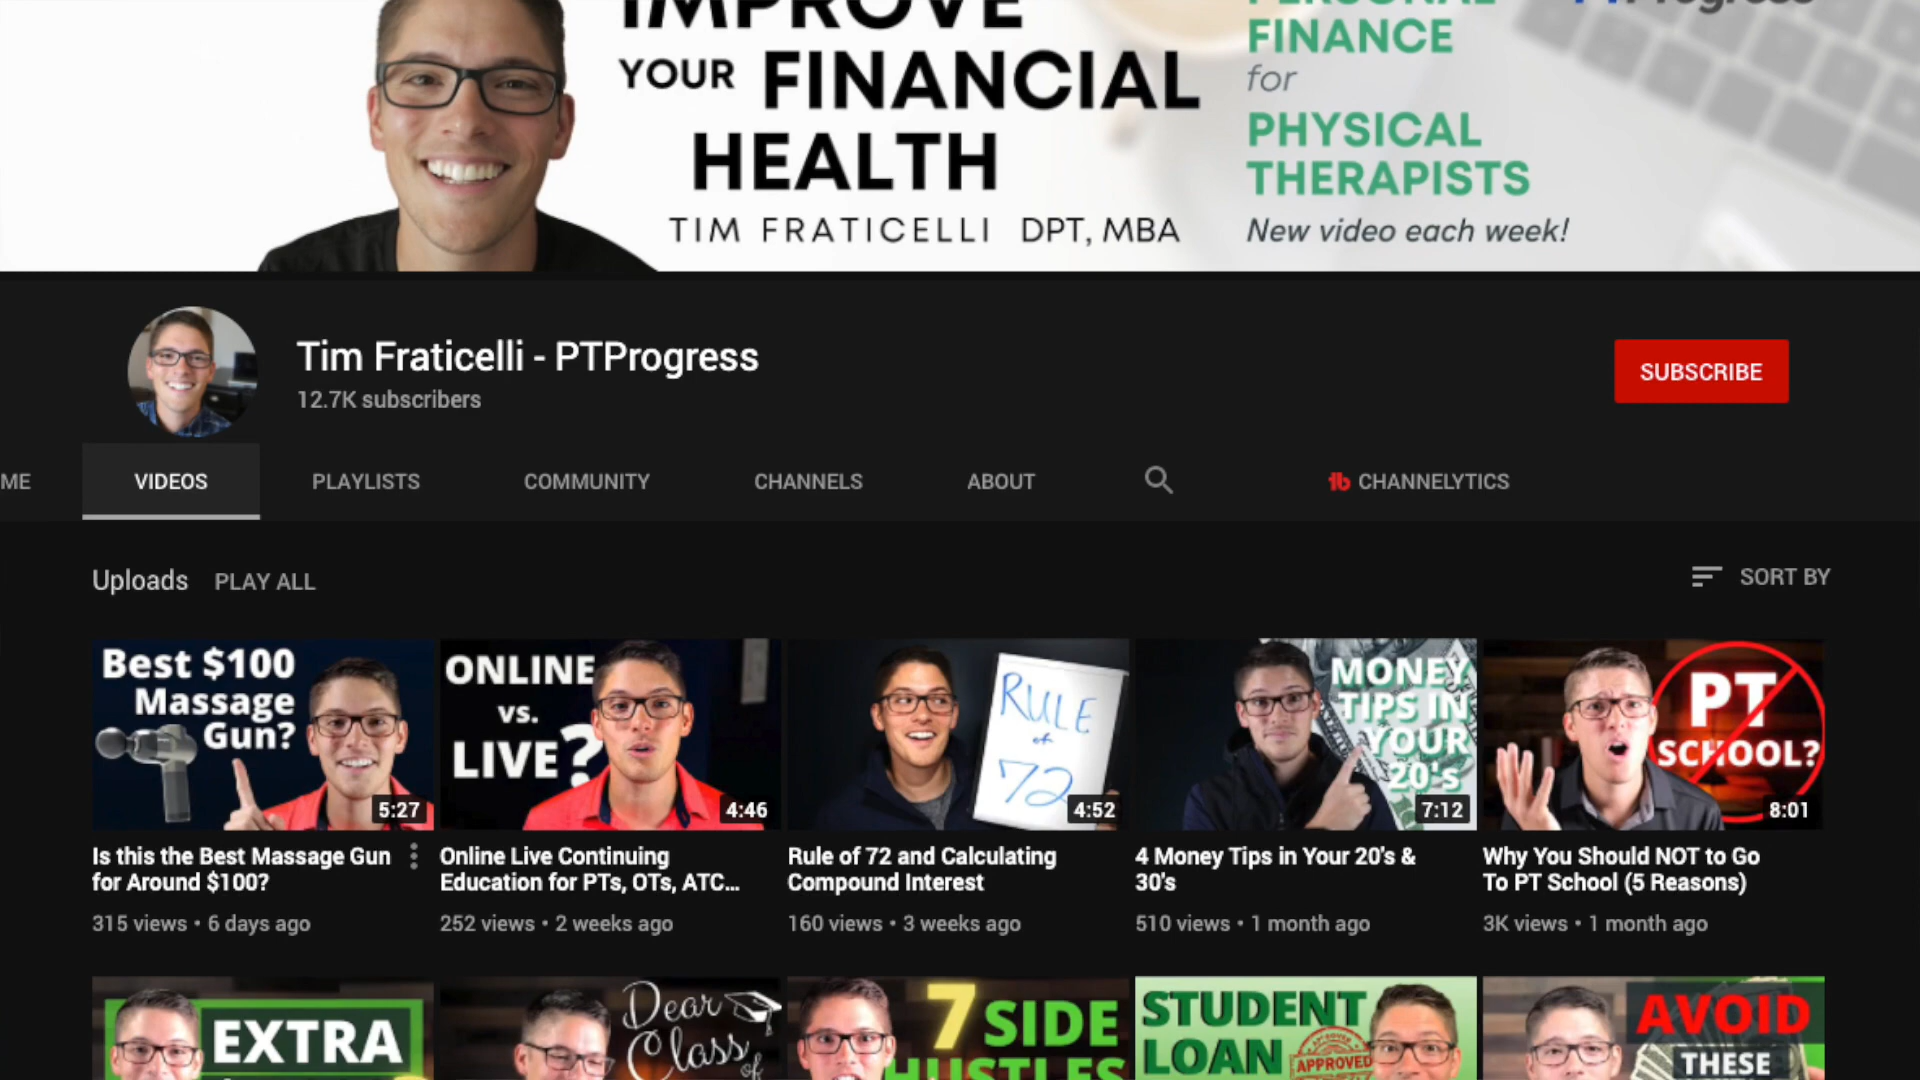 IMPROVE
YOUR FINANCIAL
HEALTH
TIM FRATICELLI DPT, MBA
PERSONAL
FINANCE
for
PHYSICAL
THERAPISTS
New video each week!
PTProgress
Tim Fraticelli - PTProgress
12.7K subscribers
SUBSCRIBE
ME
VIDEOS
PLAYLISTS
COMMUNITY
CHANNELS
ABOUT
CHANNELYTICS
Uploads
PLAY ALL
SORT BY
Best $100
Massage
Gun?
5:27
Is this the Best Massage Gun
for Around $100?
315 views • 6 days ago
ONLINE
vs.
LIVE?
4:46
Online Live Continuing
Education for PTs, OTs, ATC...
252 views • 2 weeks ago
RULE
of
72
4:52
Rule of 72 and Calculating
Compound Interest
160 views • 3 weeks ago
MONEY
TIPS IN
YOUR
20's
7:12
4 Money Tips in Your 20's &
30's
510 views • 1 month ago
PT
SCHOOL?
8:01
Why You Should NOT to Go
To PT School (5 Reasons)
3K views • 1 month ago
EXTRA
Dear
Class
of
7 SIDE
HUSTLES
STUDENT
LOAN
APPROVED
AVOID
THESE